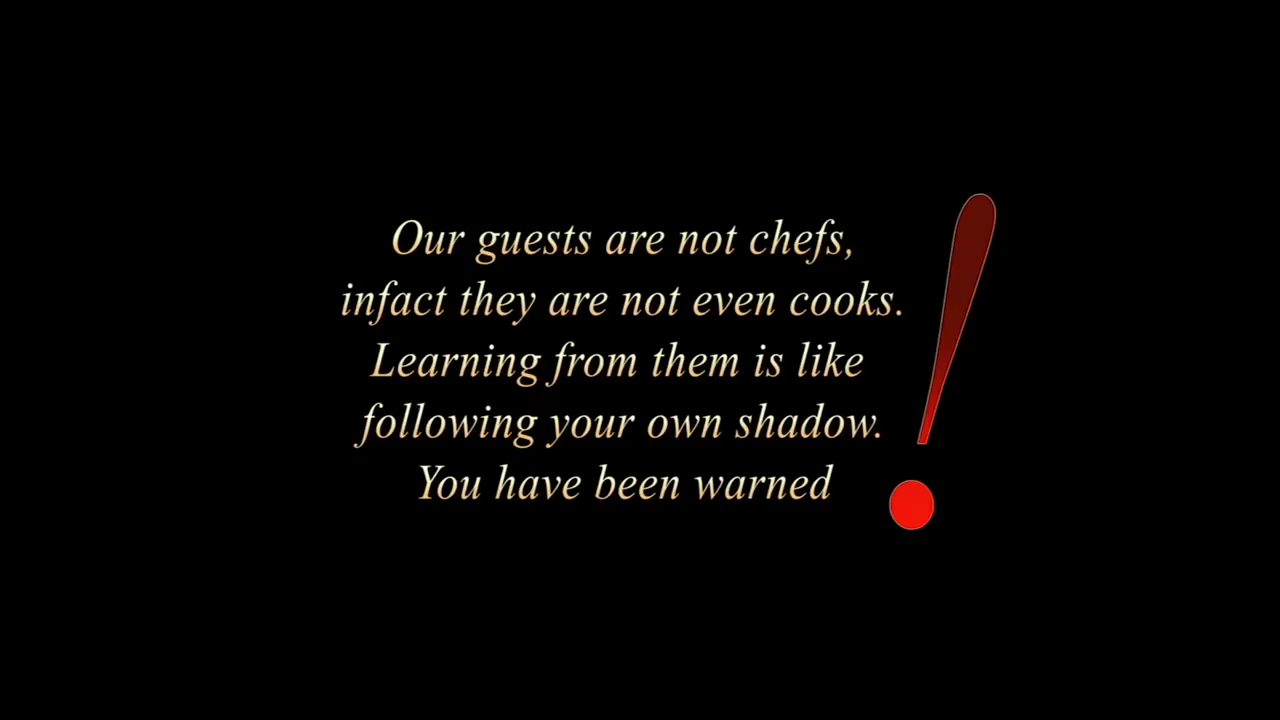 Our guests are not chefs,
infact they are not even cooks.
Learning from them is like
following your own shadow.
You have been warned!